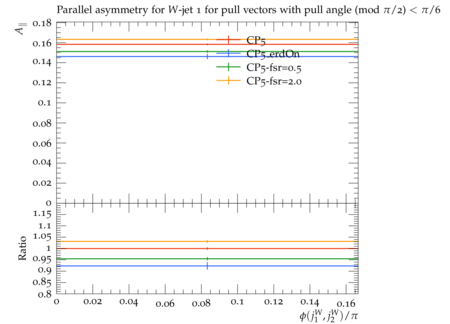 Parallel asymmetry for W-jet 1 for pull vectors with pull angle (mod π/2) < π/6
A∥
0.18
0.16
0.14
0.12
0.1
0.08
0.06
0.04
0.02
0
CP5
CP5_erdOn
CP5-fsr=0.5
CP5-fsr=2.0
Ratio
1.15
1.1
1.05
1
0.95
0.9
0.85
0.8
0 0.02 0.04 0.06 0.08 0.1 0.12 0.14 0.16
ϕ(j₁ᵂ, j₂ᵂ)/π